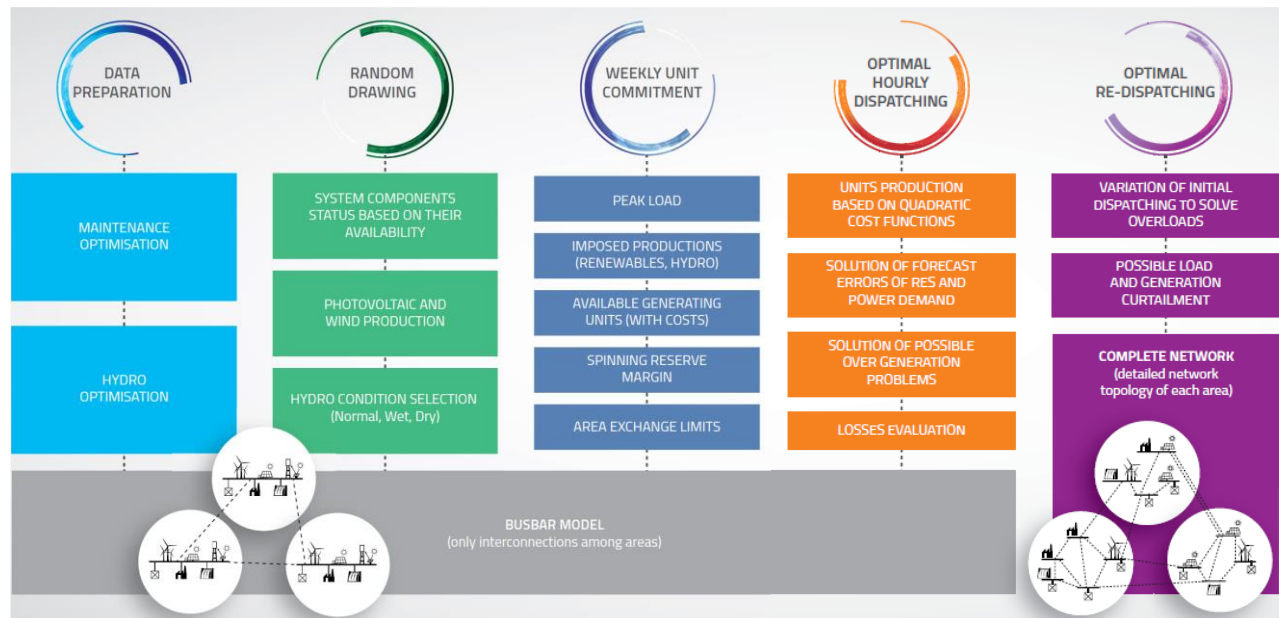 DATA
PREPARATION
MAINTENANCE
OPTIMISATION
HYDRO
OPTIMISATION
RANDOM
DRAWING
SYSTEM COMPONENTS
STATUS BASED ON THEIR
AVAILABILITY
PHOTOVOLTAIC AND
WIND PRODUCTION
HYDRO CONDITION SELECTION
(Normal, Wet, Dry)
WEEKLY UNIT
COMMITMENT
PEAK LOAD
IMPOSED PRODUCTIONS
(RENEWABLES, HYDRO)
AVAILABLE GENERATING
UNITS (WITH COSTS)
SPINNING RESERVE
MARGIN
AREA EXCHANGE LIMITS
OPTIMAL
HOURLY
DISPATCHING
UNITS PRODUCTION
BASED ON QUADRATIC
COST FUNCTIONS
SOLUTION OF FORECAST
ERRORS OF RES AND
POWER DEMAND
SOLUTION OF POSSIBLE
OVER GENERATION
PROBLEMS
LOSSES EVALUATION
OPTIMAL
RE-DISPATCHING
VARIATION OF INITIAL
DISPATCHING TO SOLVE
OVERLOADS
POSSIBLE LOAD
AND GENERATION
CURTAILMENT
COMPLETE NETWORK
(detailed network
topology of each area)
BUSBAR MODEL
(only interconnections among areas)